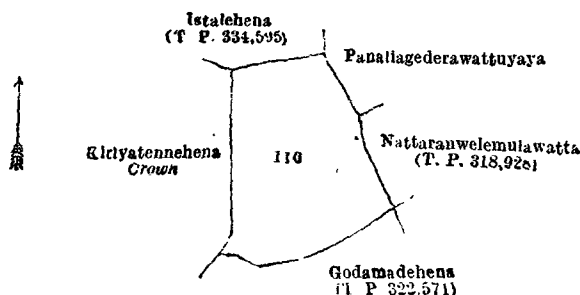 Istalehena
(T. P. 334,595)
Panaliagederawattuyaya
Kiriyatennehena
Crown
110
Nattaranwelemulawatta
(T. P. 318,928)
Godamadehena
(T. P 322,571)